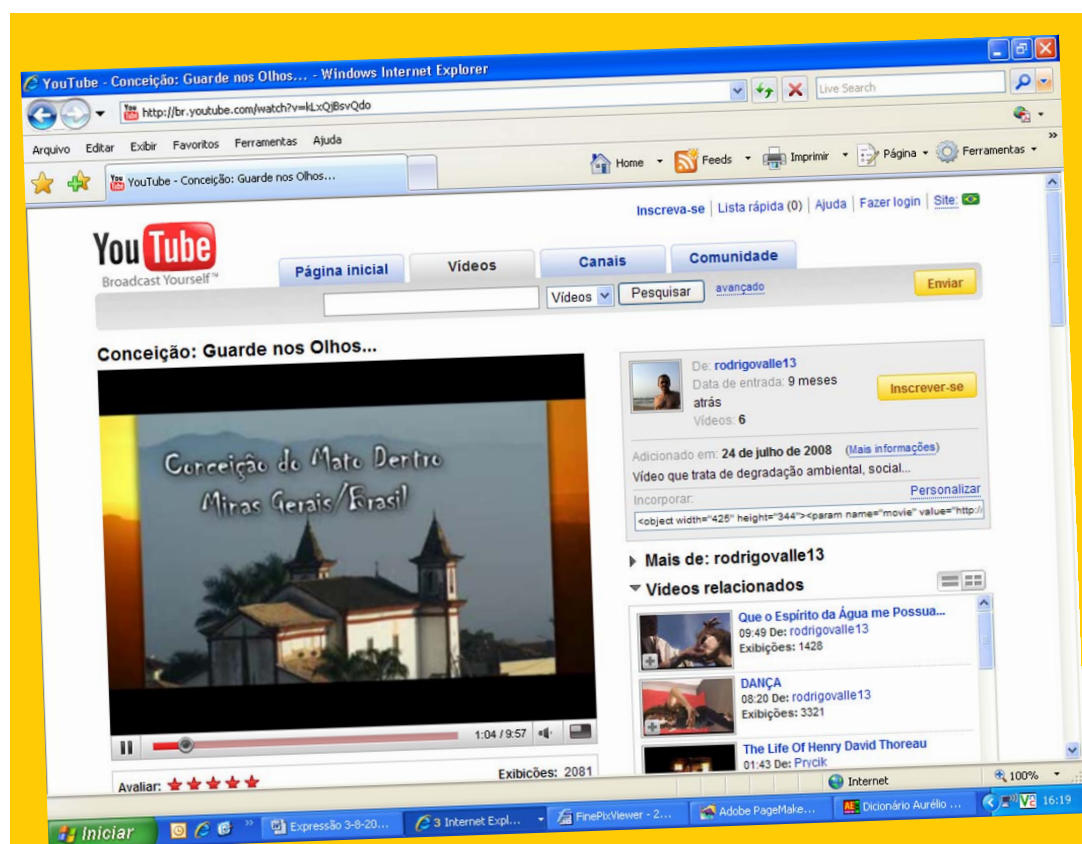 YouTube - Conceição: Guarde nos Olhos... - Windows Internet Explorer
http://br.youtube.com/watch?v=kLxQjBsvQdo
Live Search
Arquivo Editar Exibir Favoritos Ferramentas Ajuda
YouTube - Conceição: Guarde nos Olhos...
Home Feeds Imprimir Página Ferramentas »
Inscreva-se | Lista rápida (0) | Ajuda | Fazer login | Site:
You Tube
Broadcast Yourself™
Página inicial Vídeos Canais Comunidade
Vídeos Pesquisar avançado Enviar
Conceição: Guarde nos Olhos...
Conceição do Mato Dentro
Minas Gerais/Brasil
1:04 / 9:57
Avaliar:
Exibições: 2081
De: rodrigovalle13
Data de entrada: 9 meses
atrás
Vídeos: 6
Inscrever-se
Adicionado em: 24 de julho de 2008 (Mais informações)
Vídeo que trata de degradação ambiental, social...
Incorporar:
Personalizar
<object width="425" height="344"><param name="movie" value="http://
Mais de: rodrigovalle13
Vídeos relacionados
Que o Espírito da Água me Possua...
09:49 De: rodrigovalle13
Exibições: 1428
DANÇA
08:20 De: rodrigovalle13
Exibições: 3321
The Life Of Henry David Thoreau
01:43 De: Prycik
Internet 100%
Iniciar » Expressão 3-8-20... 3 Internet Expl... FinePixViewer - 2... Adobe PageMake... Dicionário Aurélio ... 16:19